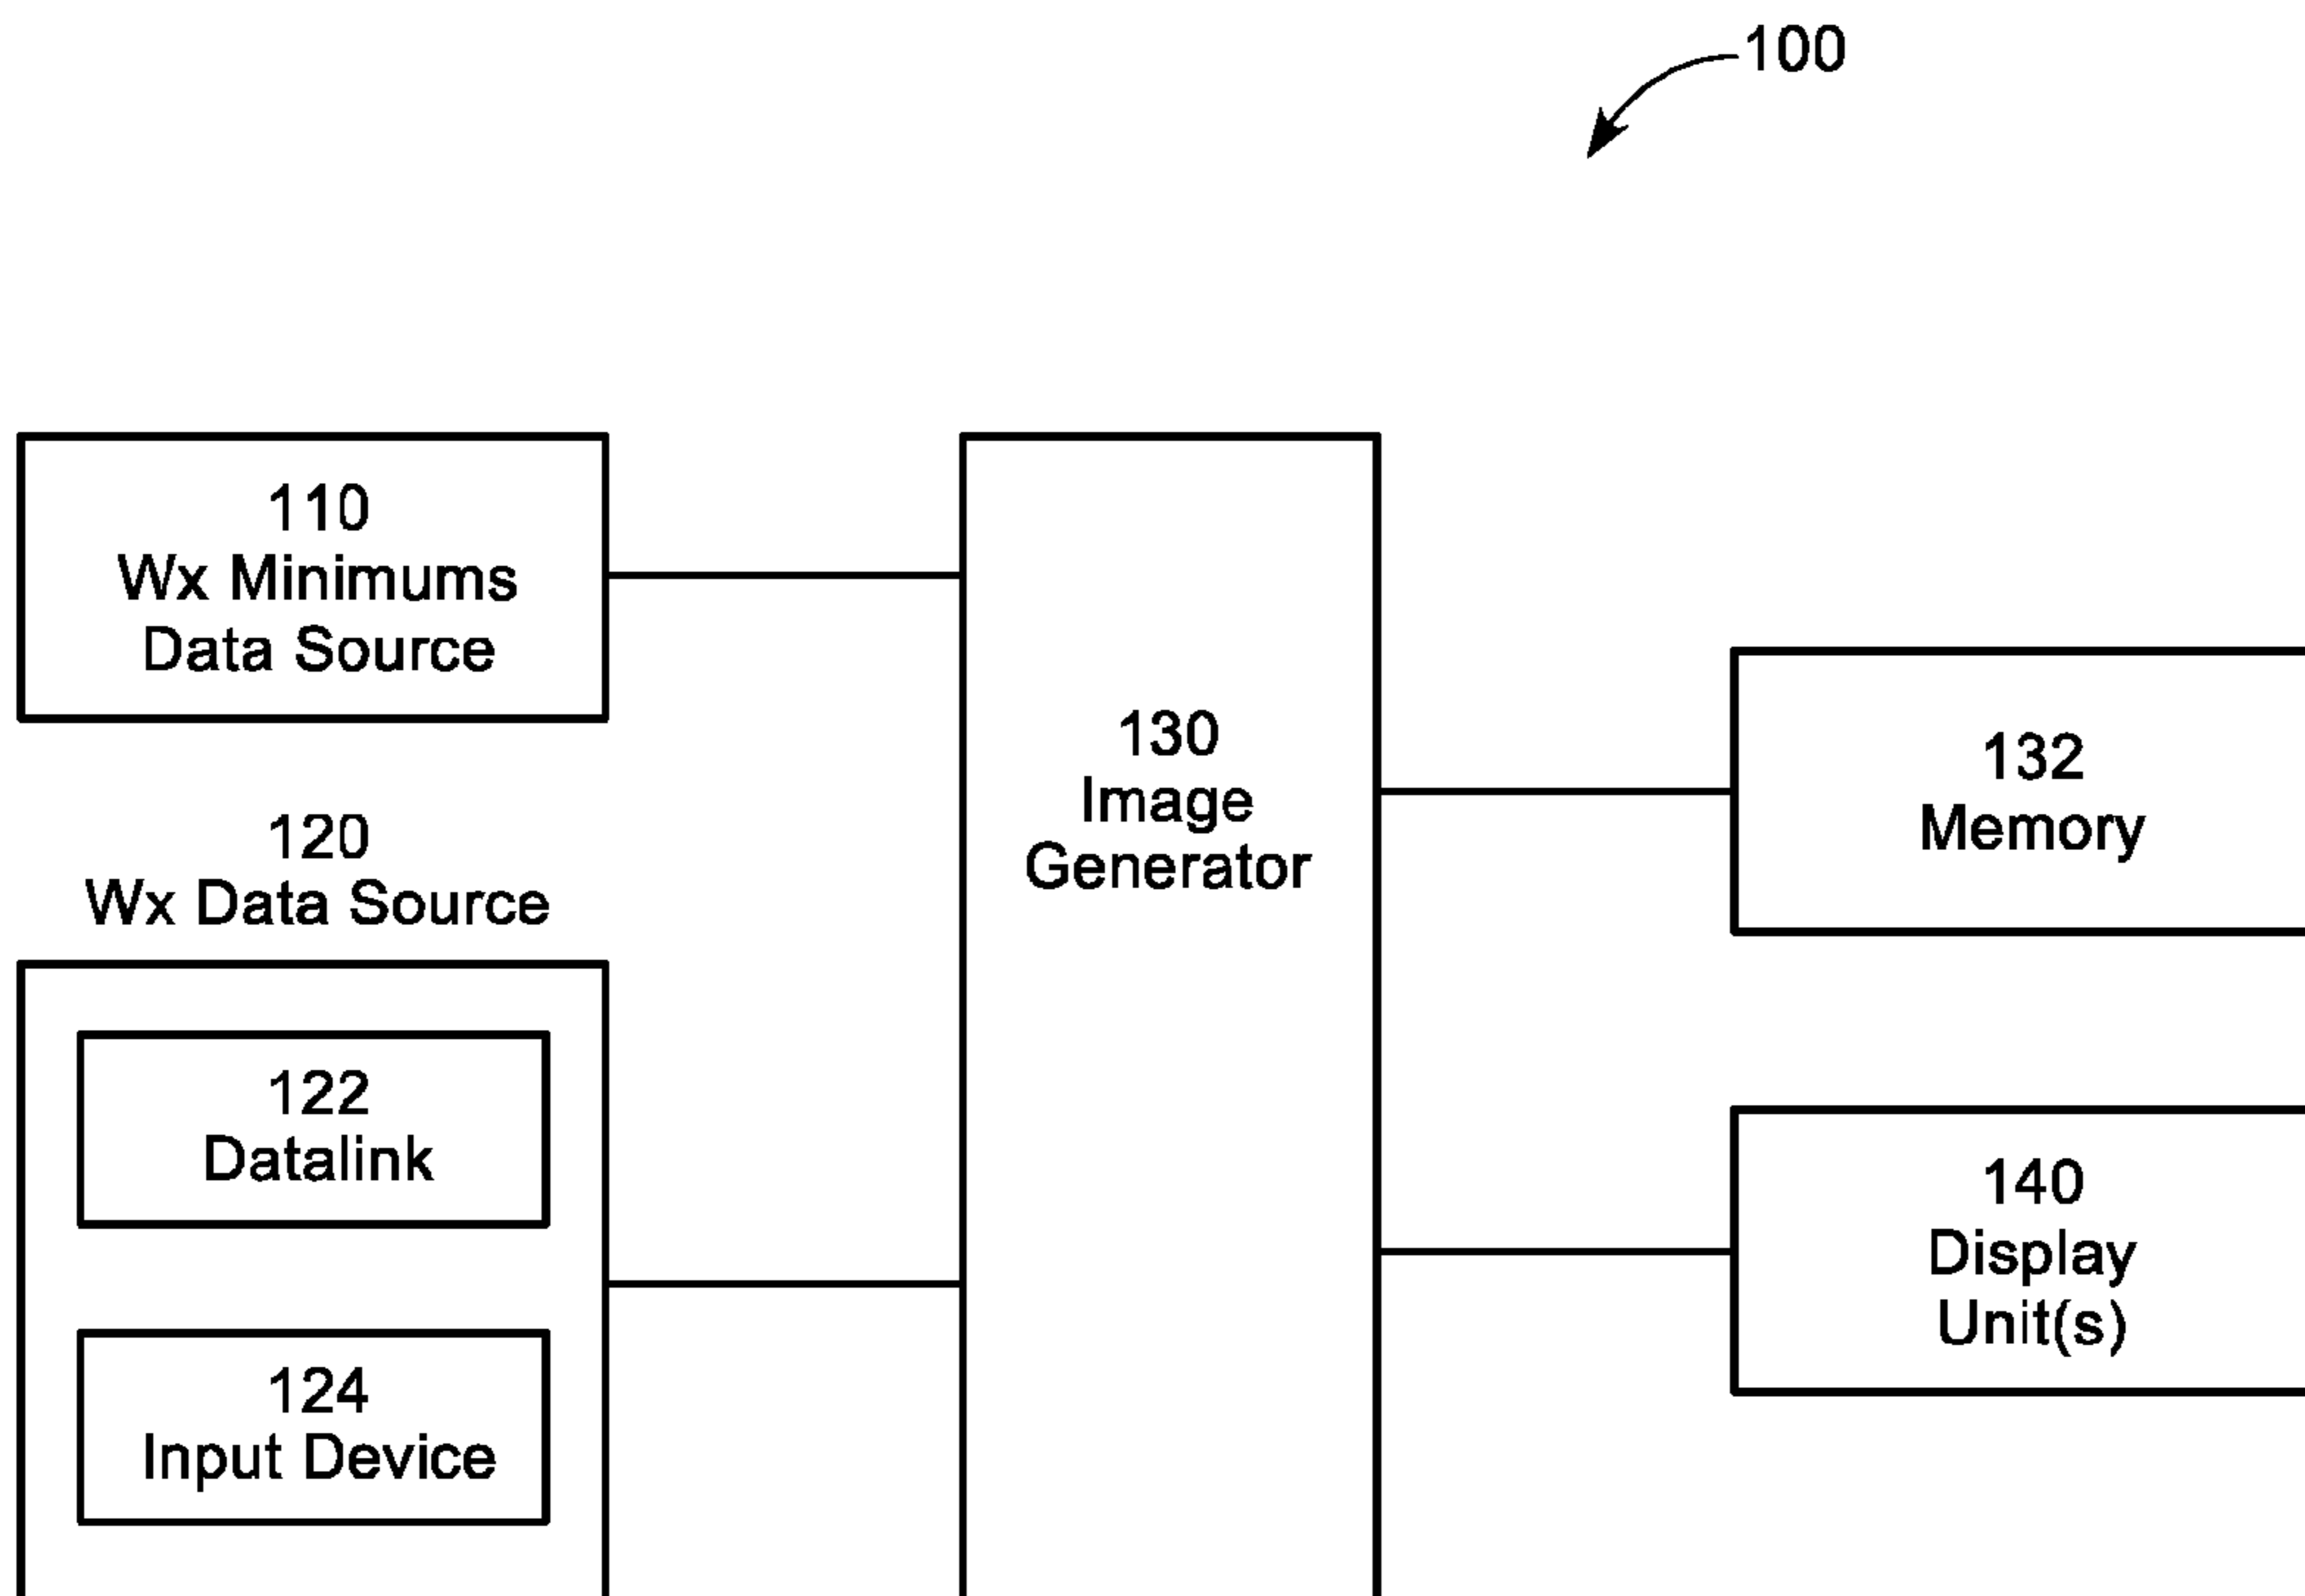 100
110
Wx Minimums
Data Source
120
Wx Data Source
122
Datalink
124
Input Device
130
Image
Generator
132
Memory
140
Display
Unit(s)